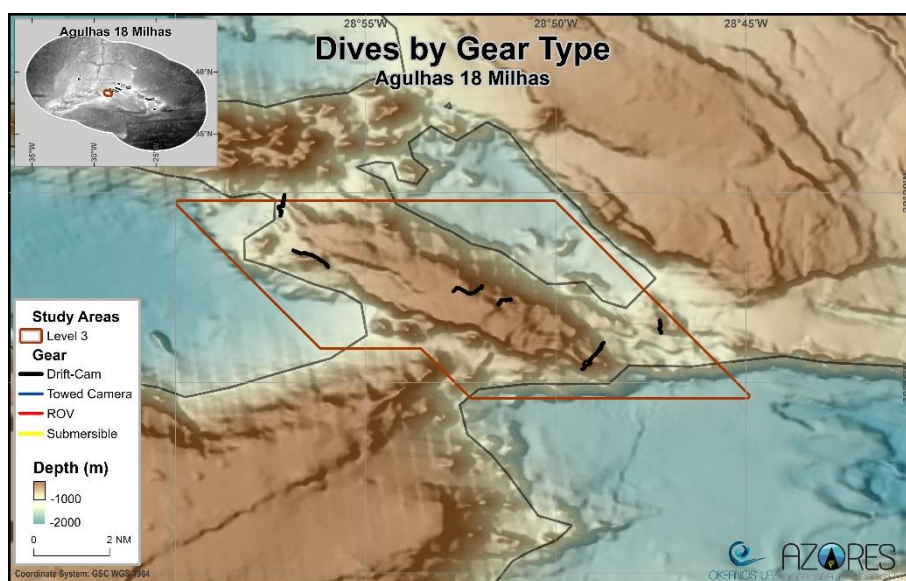 Agulhas 18 Milhas
40°N
35°N
35°W
30°W
25°W
28°55'W
28°50'W
28°45'W
Dives by Gear Type
Agulhas 18 Milhas
Study Areas
Level 3
Gear
Drift-Cam
Towed Camera
ROV
Submersible
Depth (m)
-1000
-2000
0
2 NM
Coordinate System: GSC WGS 1984
AZORES